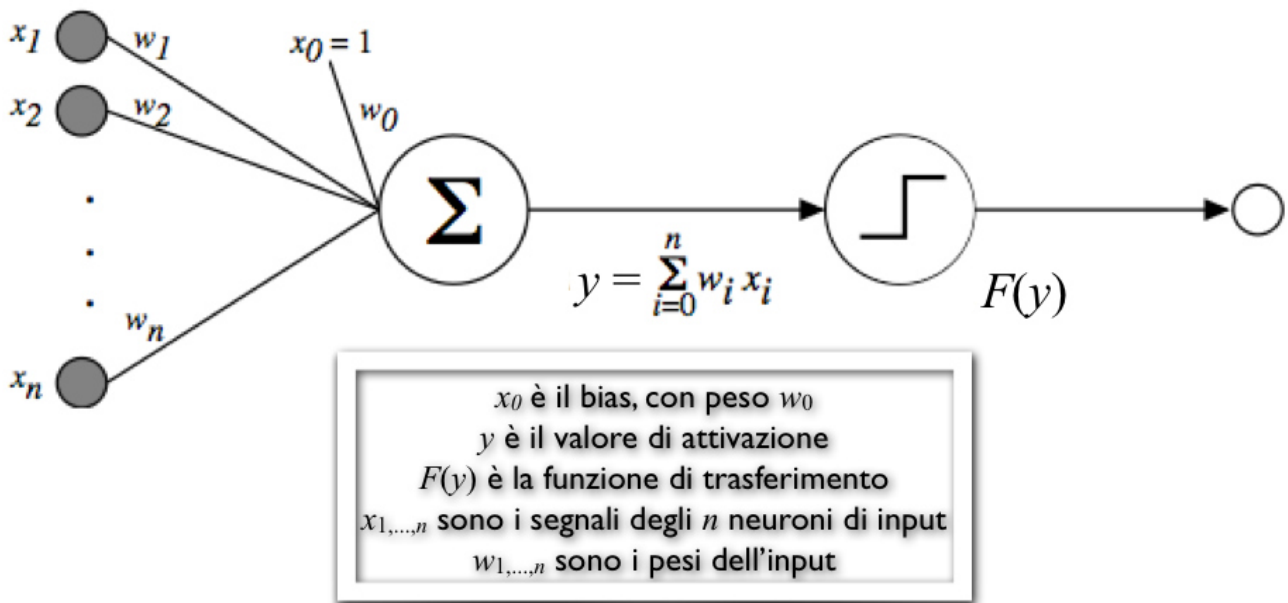 x1 w1 x0 = 1
x2 w2 w0
.
.
.
Σ
wn
xn
y = Σ i=0 n wi xi
F(y)
x0 è il bias, con peso w0
y è il valore di attivazione
F(y) è la funzione di trasferimento
x1,...,n sono i segnali degli n neuroni di input
w1,...,n sono i pesi dell'input